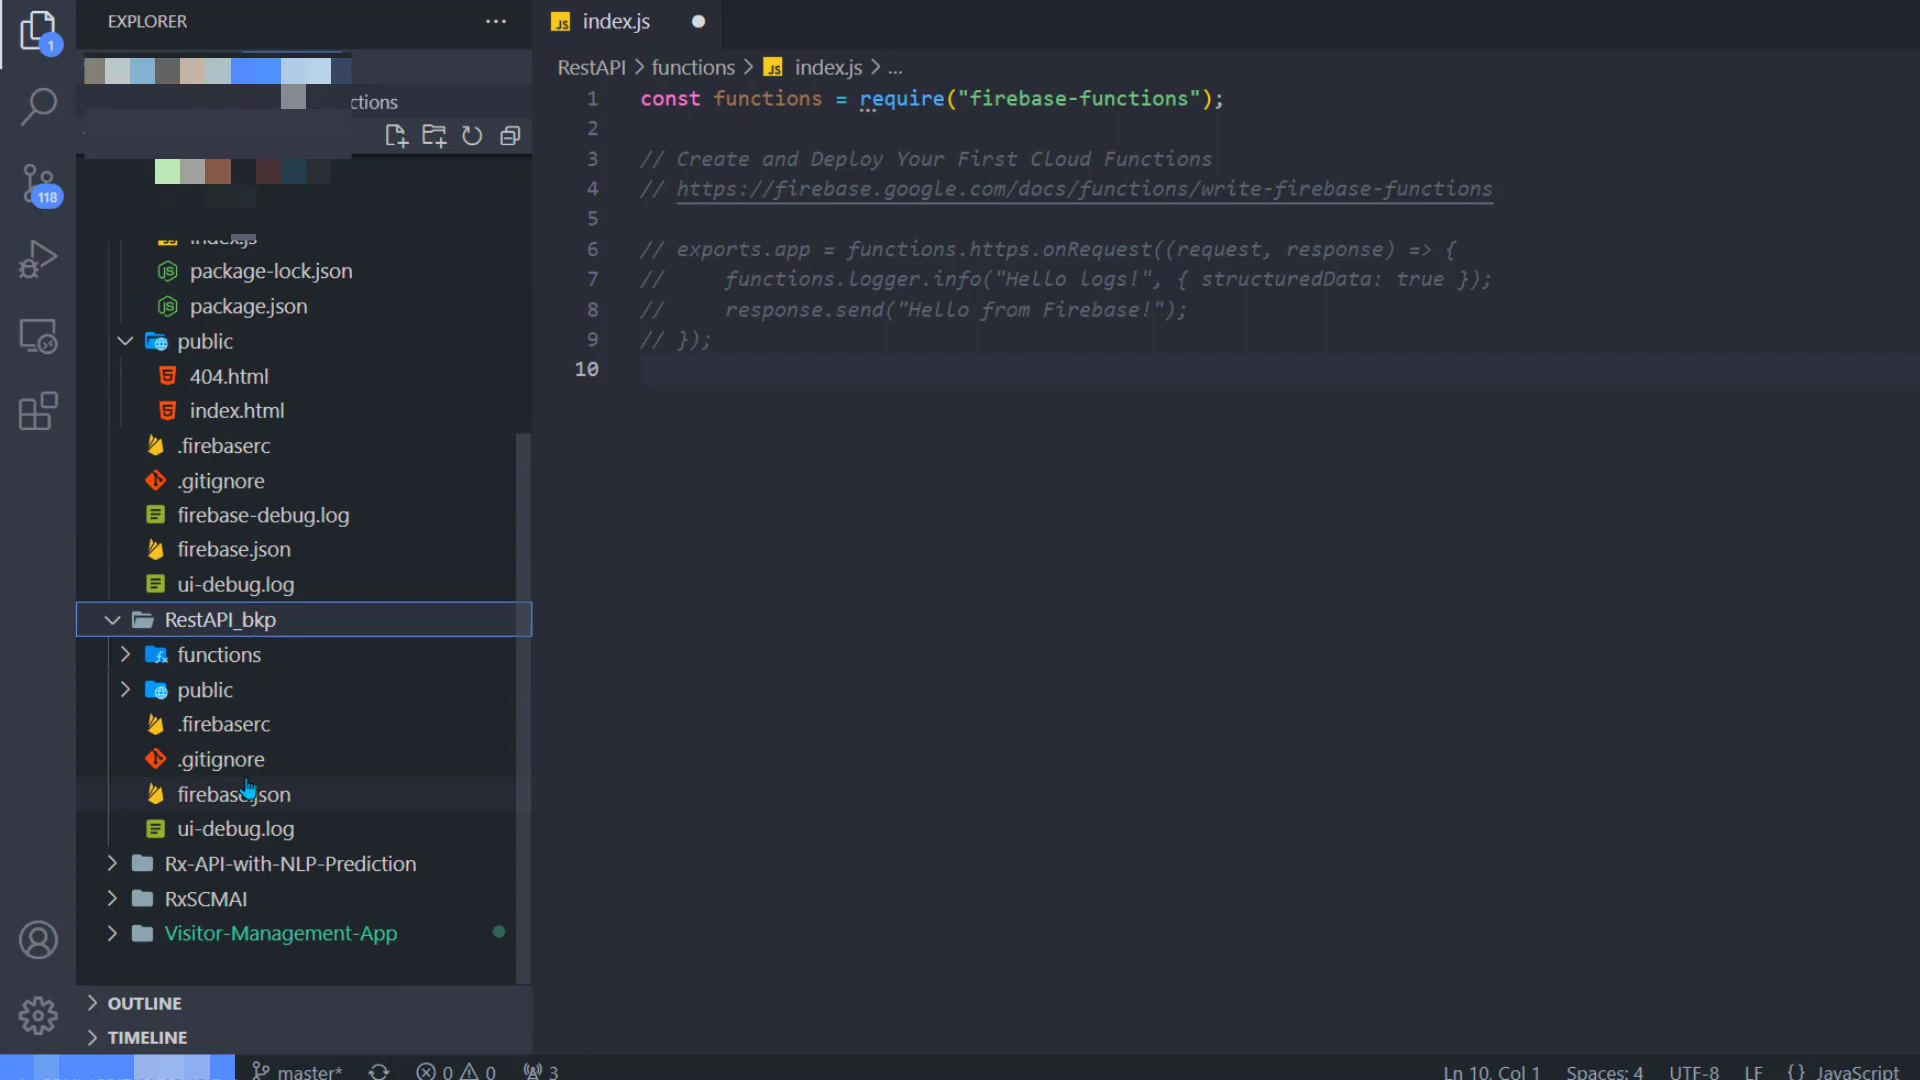 EXPLORER
index.js
1
RestAPI > functions > index.js > ...
ctions
1 const functions = require("firebase-functions");
2
118
3 // Create and Deploy Your First Cloud Functions
4 // https://firebase.google.com/docs/functions/write-firebase-functions
5
6 // exports.app = functions.https.onRequest((request, response) => {
7 //     functions.logger.info("Hello logs!", { structuredData: true });
8 //     response.send("Hello from Firebase!");
9 // });
10
index.js
package-lock.json
package.json
public
404.html
index.html
.firebaserc
.gitignore
firebase-debug.log
firebase.json
ui-debug.log
RestAPI_bkp
functions
public
.firebaserc
.gitignore
firebase.json
ui-debug.log
Rx-API-with-NLP-Prediction
RxSCMAI
Visitor-Management-App
OUTLINE
TIMELINE
master* 0 0 3 Ln 10, Col 1 Spaces: 4 UTF-8 LF {} JavaScript